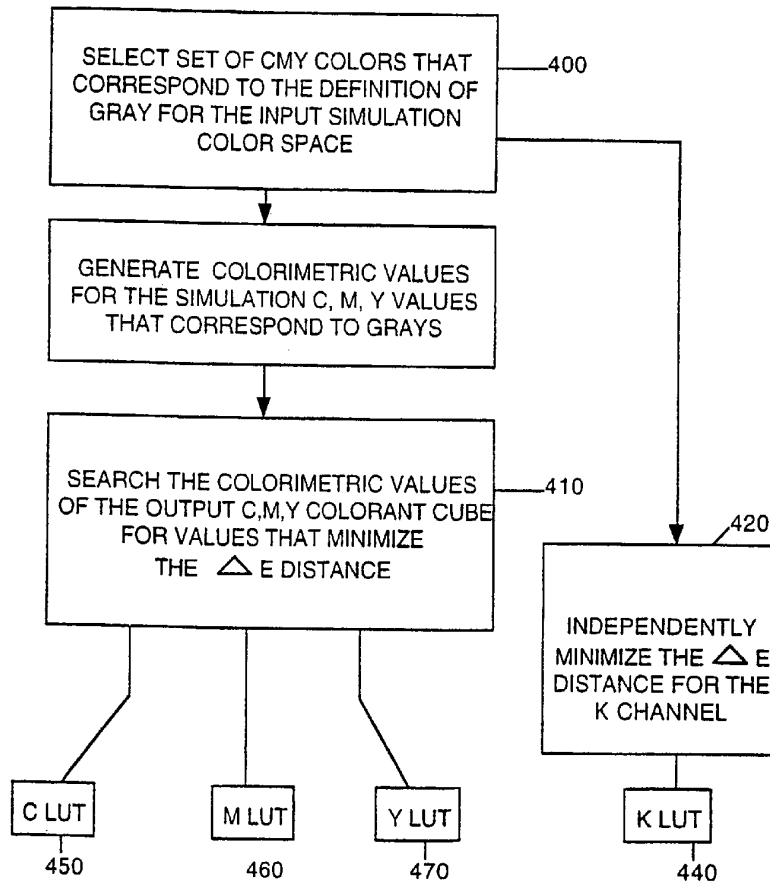 SELECT SET OF CMY COLORS THAT
CORRESPOND TO THE DEFINITION OF
GRAY FOR THE INPUT SIMULATION
COLOR SPACE
400
GENERATE COLORIMETRIC VALUES
FOR THE SIMULATION C, M, Y VALUES
THAT CORRESPOND TO GRAYS
SEARCH THE COLORIMETRIC VALUES
OF THE OUTPUT C,M,Y COLORANT CUBE
FOR VALUES THAT MINIMIZE
THE △ E DISTANCE
410
420
INDEPENDENTLY
MINIMIZE THE △ E
DISTANCE FOR THE
K CHANNEL
C LUT
M LUT
Y LUT
K LUT
450
460
470
440